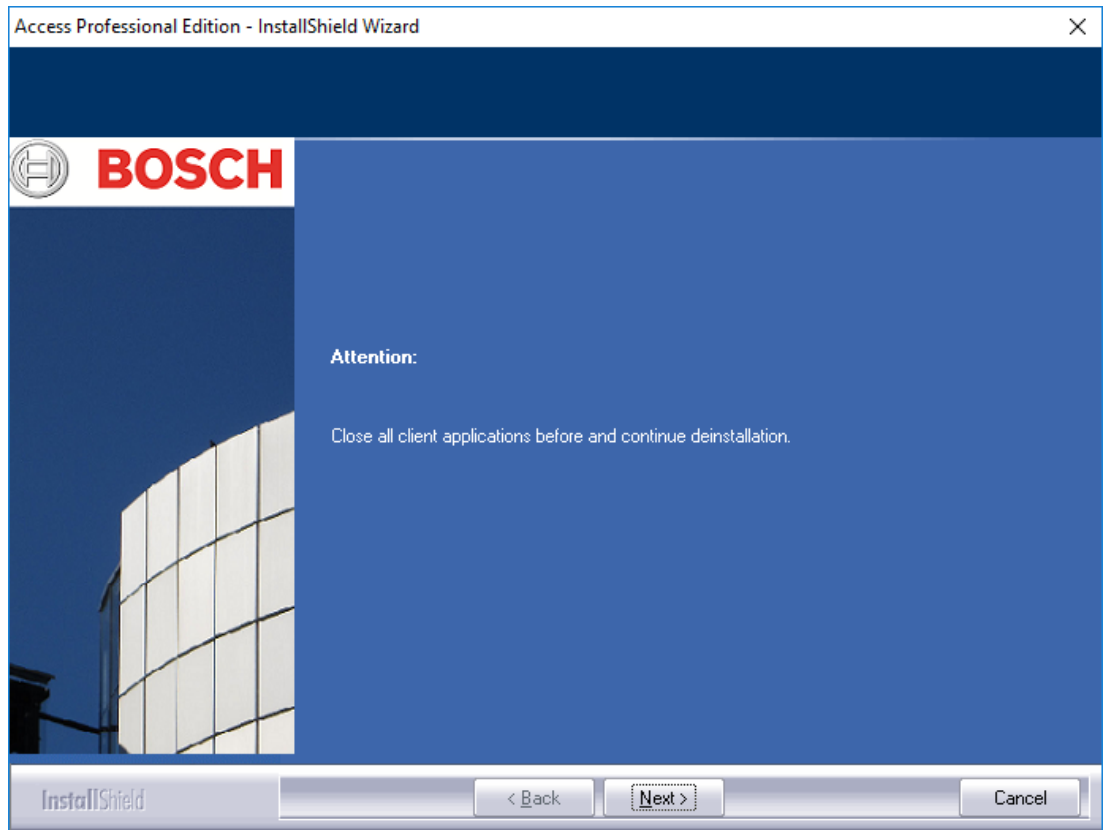 Access Professional Edition - InstallShield Wizard
BOSCH
Attention:
Close all client applications before and continue deinstallation.
InstallShield
< Back
Next >
Cancel